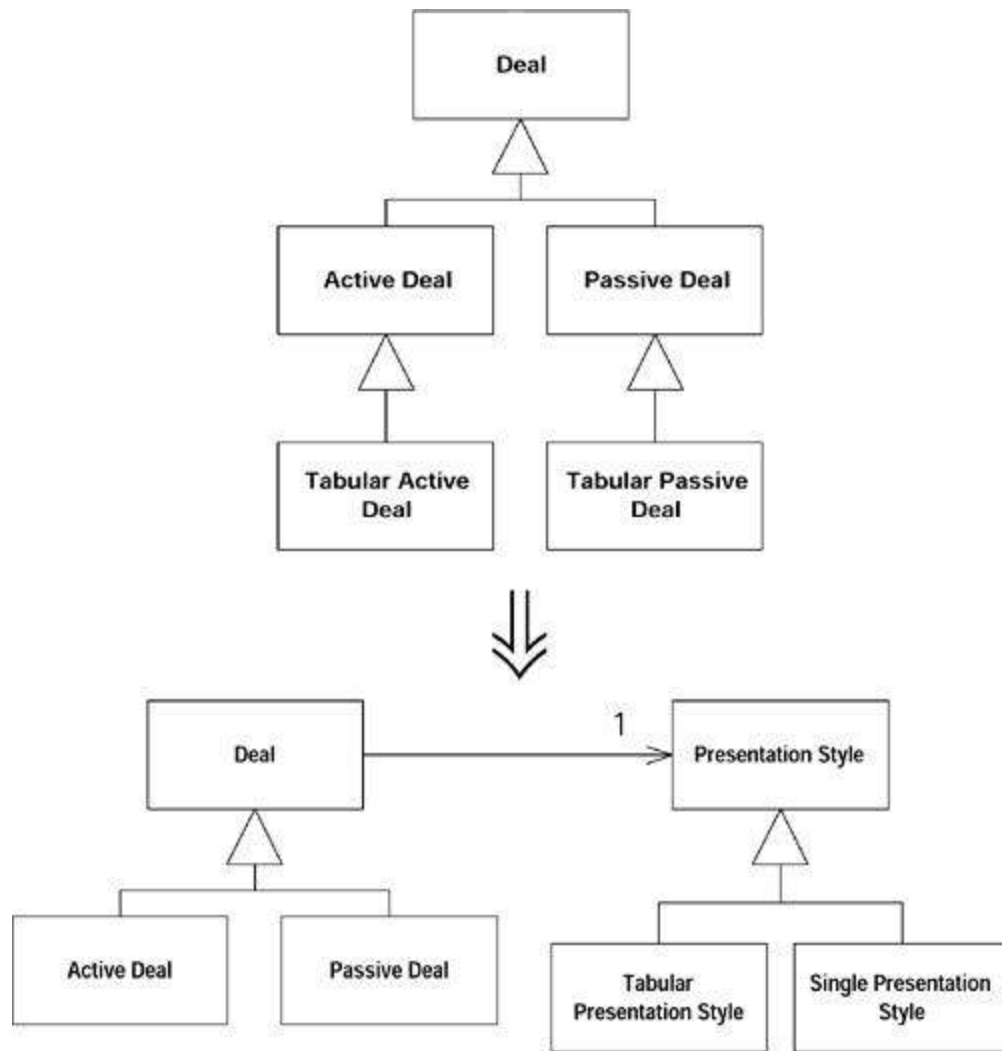 Deal
Active Deal
Passive Deal
Tabular Active
Deal
Tabular Passive
Deal
1
Deal
Presentation Style
Active Deal
Passive Deal
Tabular
Presentation Style
Single Presentation
Style